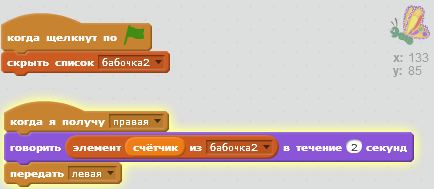 когда щелкнут по
скрыть список бабочка2
x: 133
y: 85
когда я получу правая
говорить элемент счётчик из бабочка2 в течение 2 секунд
передать левая